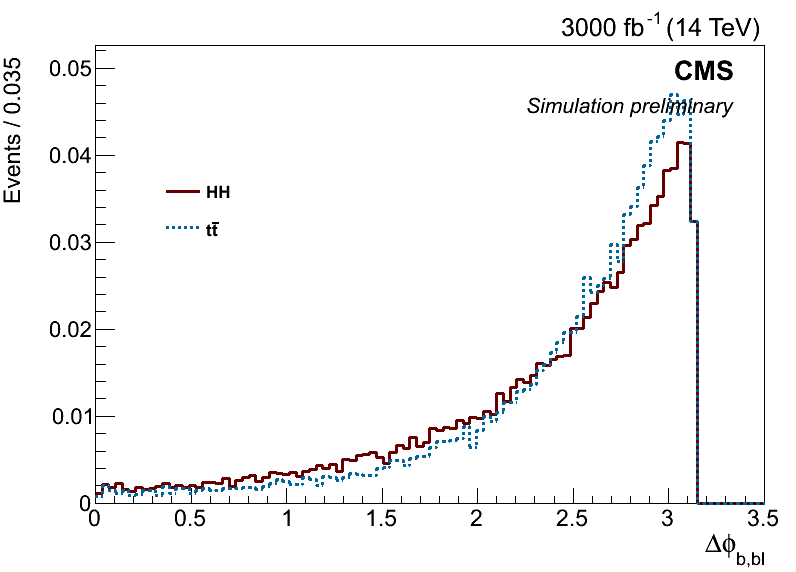 3000 fb⁻¹ (14 TeV)
CMS
Simulation preliminary
Events / 0.035
0.05
0.04
0.03
0.02
0.01
0
HH
tt̄
0 0.5 1 1.5 2 2.5 3 3.5
Δϕ b,bl